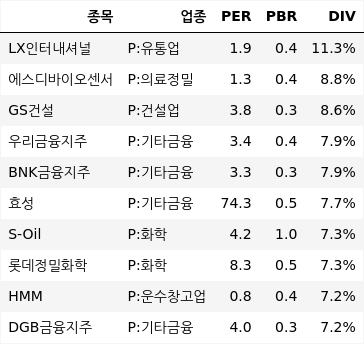 종목 업종 PER PBR DIV
LX인터내셔널 P:유통업 1.9 0.4 11.3%
에스디바이오센서 P:의료정밀 1.3 0.4 8.8%
GS건설 P:건설업 3.8 0.3 8.6%
우리금융지주 P:기타금융 3.4 0.4 7.9%
BNK금융지주 P:기타금융 3.3 0.3 7.9%
효성 P:기타금융 74.3 0.5 7.7%
S-Oil P:화학 4.2 1.0 7.3%
롯데정밀화학 P:화학 8.3 0.5 7.3%
HMM P:운수창고업 0.8 0.4 7.2%
DGB금융지주 P:기타금융 4.0 0.3 7.2%